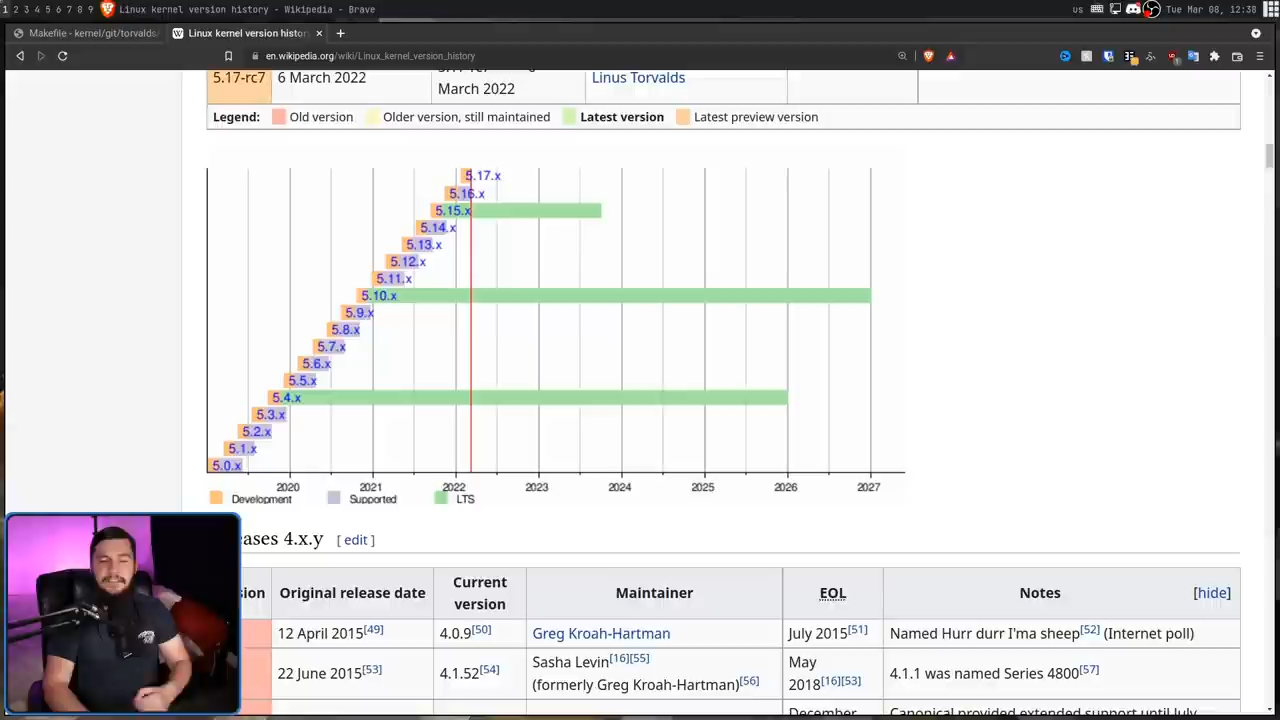 1 2 3 4 5 6 7 8 9 Linux kernel version history - Wikipedia - Brave us Tue Mar 08, 12:38
Makefile - kernel/git/torvalds/ Linux kernel version histor
en.wikipedia.org/wiki/Linux_kernel_version_history
5.17-rc7 6 March 2022 March 2022 Linus Torvalds
Legend: Old version Older version, still maintained Latest version Latest preview version
5.17.x
5.16.x
5.15.x
5.14.x
5.13.x
5.12.x
5.11.x
5.10.x
5.9.x
5.8.x
5.7.x
5.6.x
5.5.x
5.4.x
5.3.x
5.2.x
5.1.x
5.0.x
2020 2021 2022 2023 2024 2025 2026 2027
Development Supported LTS
eases 4.x.y [ edit ]
sion Original release date Current version Maintainer EOL Notes [hide]
12 April 2015[49] 4.0.9[50] Greg Kroah-Hartman July 2015[51] Named Hurr durr I'ma sheep[52] (Internet poll)
22 June 2015[53] 4.1.52[54] Sasha Levin[16][55] (formerly Greg Kroah-Hartman)[56] May 2018[16][53] 4.1.1 was named Series 4800[57]
December Canonical provided extended support until July